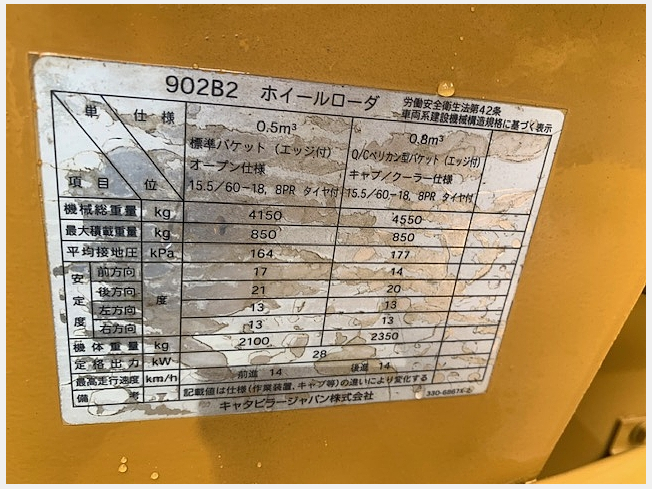 902B2 ホイールローダ
労働安全衛生法第42条
車両系建設機械構造規格に基づく表示
単 仕様
項目 位
0.5m³
標準バケット (エッジ付)
オープン仕様
15.5/60-18, 8PR タイヤ付
0.8m³
Q/Cペリカン型バケット (エッジ付)
キャブ/クーラー仕様
15.5/60-18, 8PR タイヤ付
機械総重量 kg 4150 4550
最大積載重量 kg 850 850
平均接地圧 kPa 164 177
安定度 度
前方向 17 14
後方向 21 20
左方向 13 13
右方向 13 13
機体重量 kg 2100 2350
定格出力 kW 28
最高走行速度 km/h 前進 14 後進 14
備考 記載値は仕様(作業装置、キャブ等)の違いにより変化する
キャタピラージャパン株式会社